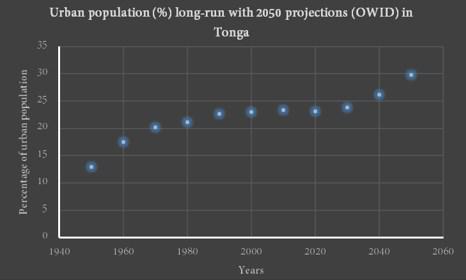 Urban population (%) long-run with 2050 projections (OWID) in
Tonga
35
30
25
20
15
10
5
0
Percentage of urban population
1940 1960 1980 2000 2020 2040 2060
Years